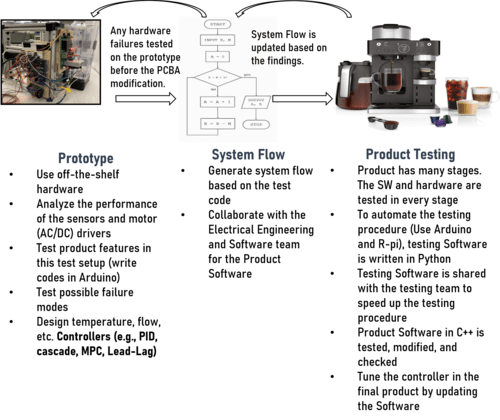 Any hardware
failures tested
on the prototype
before the PCBA
modification.
START
System Flow is
updated based on
the findings.
STOP
Prototype
• Use off-the-shelf
hardware
• Analyze the performance
of the sensors and motor
(AC/DC) drivers
• Test product features in
this test setup (write
codes in Arduino)
• Test possible failure
modes
• Design temperature, flow,
etc. Controllers (e.g., PID,
cascade, MPC, Lead-Lag)
System Flow
• Generate system flow
based on the test
code
• Collaborate with the
Electrical Engineering
and Software team
for the Product
Software
Product Testing
• Product has many stages.
The SW and hardware are
tested in every stage
• To automate the testing
procedure (Use Arduino
and R-pi), testing Software
is written in Python
• Testing Software is shared
with the testing team to
speed up the testing
procedure
• Product Software in C++ is
tested, modified, and
checked
• Tune the controller in the
final product by updating
the Software